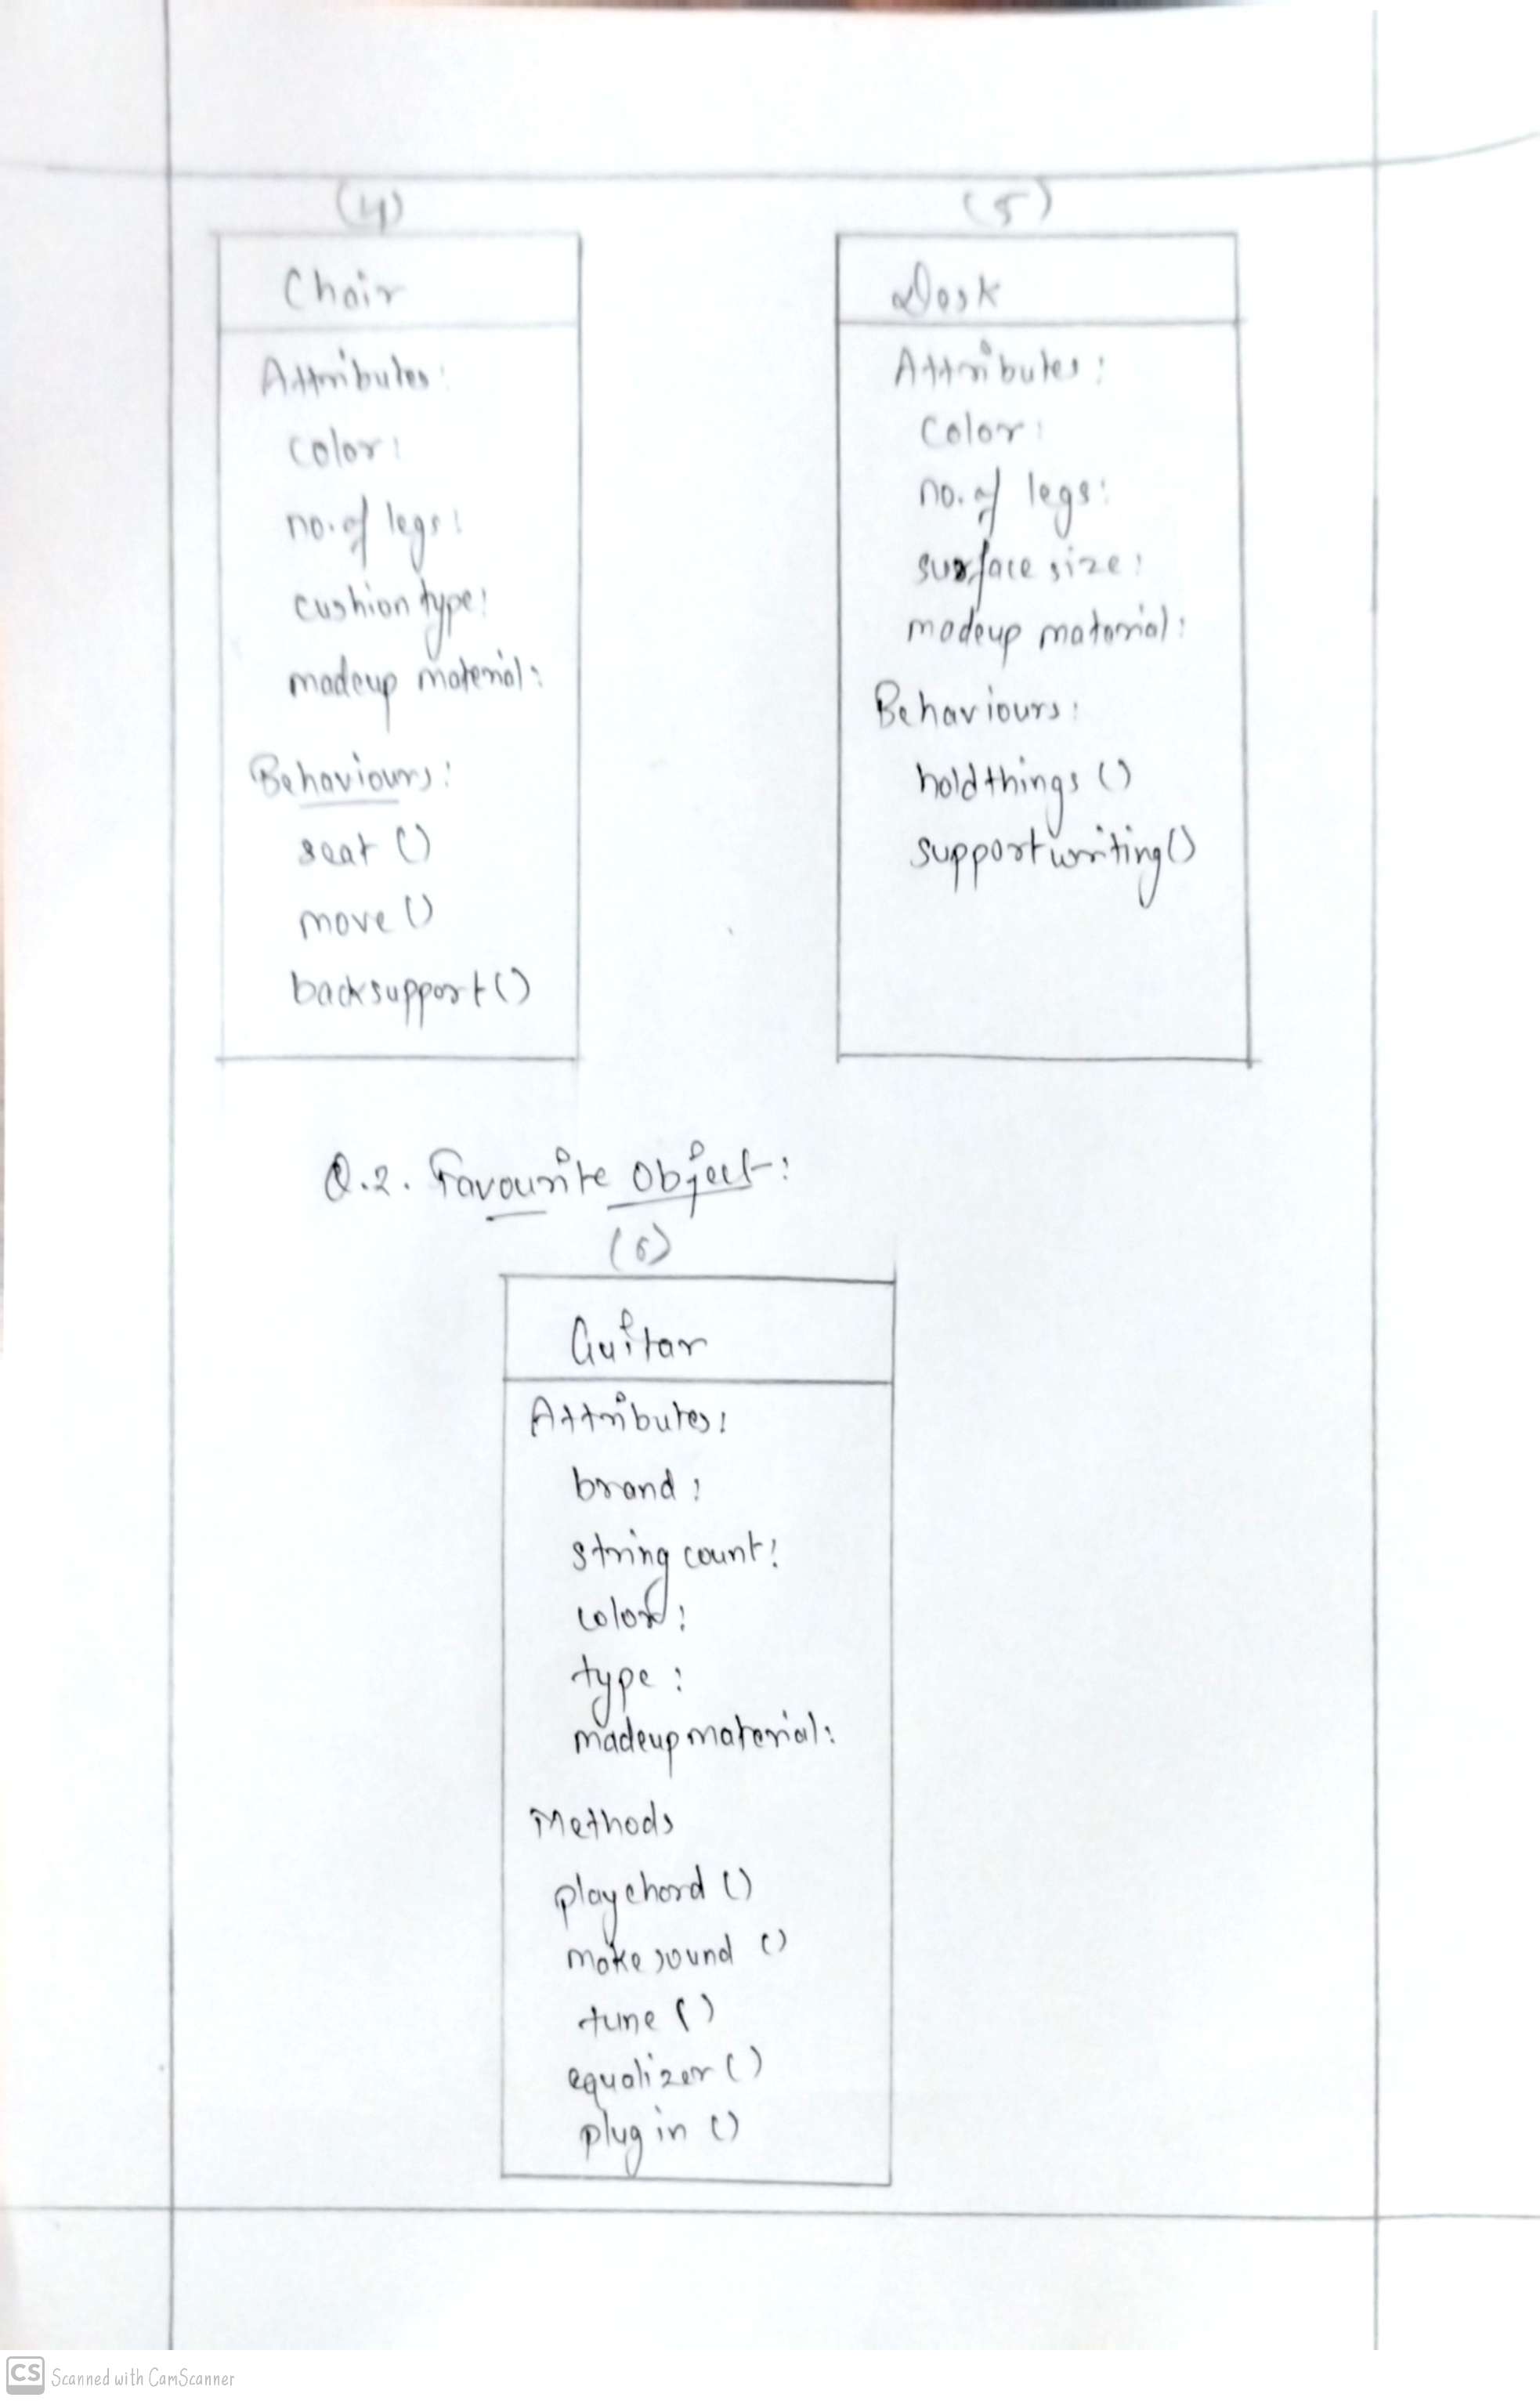 (4)
Chair
Attributes:
color:
no. of legs:
cushion type:
madeup material:
Behaviours:
seat ()
move ()
backsupport ()
(5)
Desk
Attributes:
Color:
no. of legs:
surface size:
madeup material:
Behaviours:
holdthings ()
supportwriting ()
Q.2. Favourite Object:
(6)
Guitar
Attributes:
brand:
string count:
color:
type:
madeup material:
Methods
playchord ()
make sound ()
tune ()
equalizer ()
plug in ()
CS Scanned with CamScanner